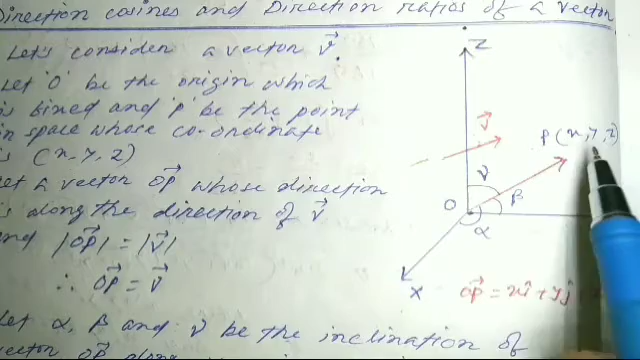 Direction cosines and Direction ratios of a vector
Let's consider a vector v⃗.
Let 'O' be the origin which
is fixed and 'p' be the point
in space whose co-ordinate
is (x, y, z)
Let a vector OP⃗ whose direction
is along the direction of v⃗
and |OP⃗| = |v⃗|
∴ OP⃗ = v⃗
Let α, β and γ be the inclination of
vector OP⃗ along
Z
v⃗
P(x, y, z)
γ
O
β
α
X
OP⃗ = xî + yĵ +